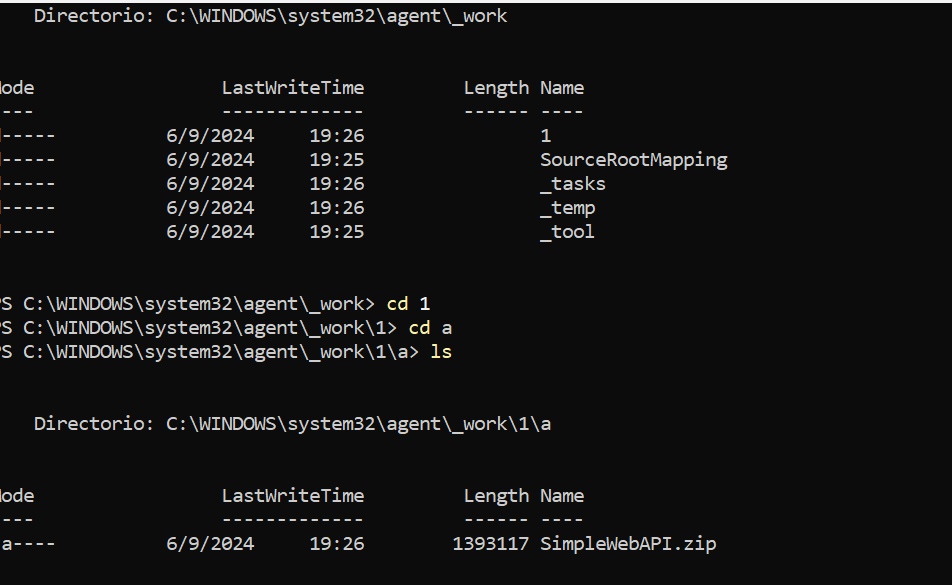 Directorio: C:\WINDOWS\system32\agent\_work
ode LastWriteTime Length Name
---- ------------- ------ ----
----- 6/9/2024 19:26 1
----- 6/9/2024 19:25 SourceRootMapping
----- 6/9/2024 19:26 _tasks
----- 6/9/2024 19:26 _temp
----- 6/9/2024 19:25 _tool
S C:\WINDOWS\system32\agent\_work> cd 1
S C:\WINDOWS\system32\agent\_work\1> cd a
S C:\WINDOWS\system32\agent\_work\1\a> ls
Directorio: C:\WINDOWS\system32\agent\_work\1\a
ode LastWriteTime Length Name
---- ------------- ------ ----
a---- 6/9/2024 19:26 1393117 SimpleWebAPI.zip